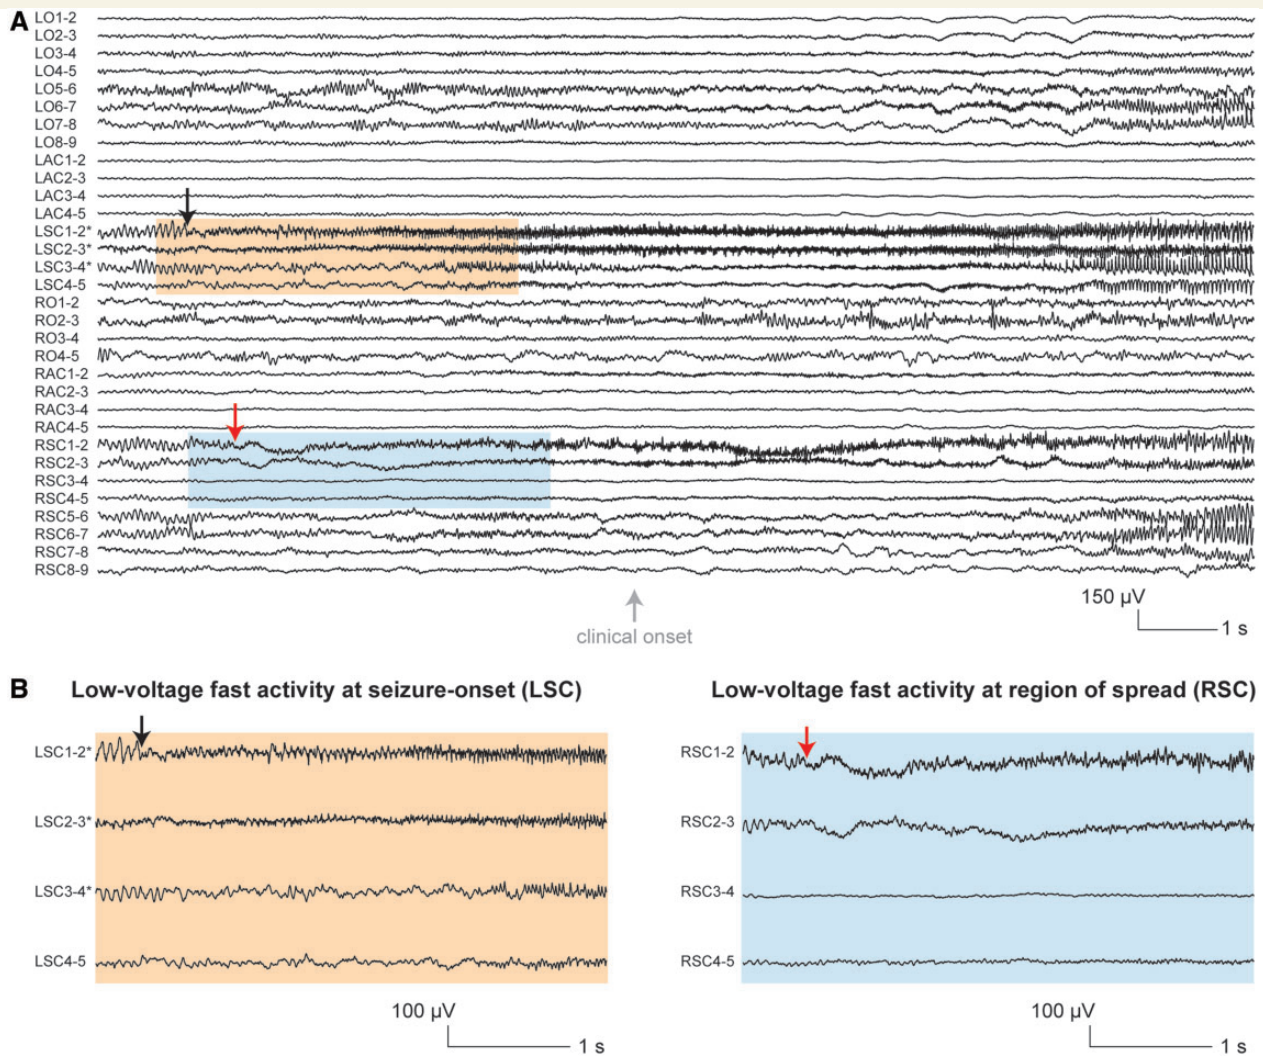 A
LO1-2
LO2-3
LO3-4
LO4-5
LO5-6
LO6-7
LO7-8
LO8-9
LAC1-2
LAC2-3
LAC3-4
LAC4-5
LSC1-2*
LSC2-3*
LSC3-4*
LSC4-5
RO1-2
RO2-3
RO3-4
RO4-5
RAC1-2
RAC2-3
RAC3-4
RAC4-5
RSC1-2
RSC2-3
RSC3-4
RSC4-5
RSC5-6
RSC6-7
RSC7-8
RSC8-9
clinical onset
150 µV
1 s
B
Low-voltage fast activity at seizure-onset (LSC)
LSC1-2*
LSC2-3*
LSC3-4*
LSC4-5
100 µV
1 s
Low-voltage fast activity at region of spread (RSC)
RSC1-2
RSC2-3
RSC3-4
RSC4-5
100 µV
1 s